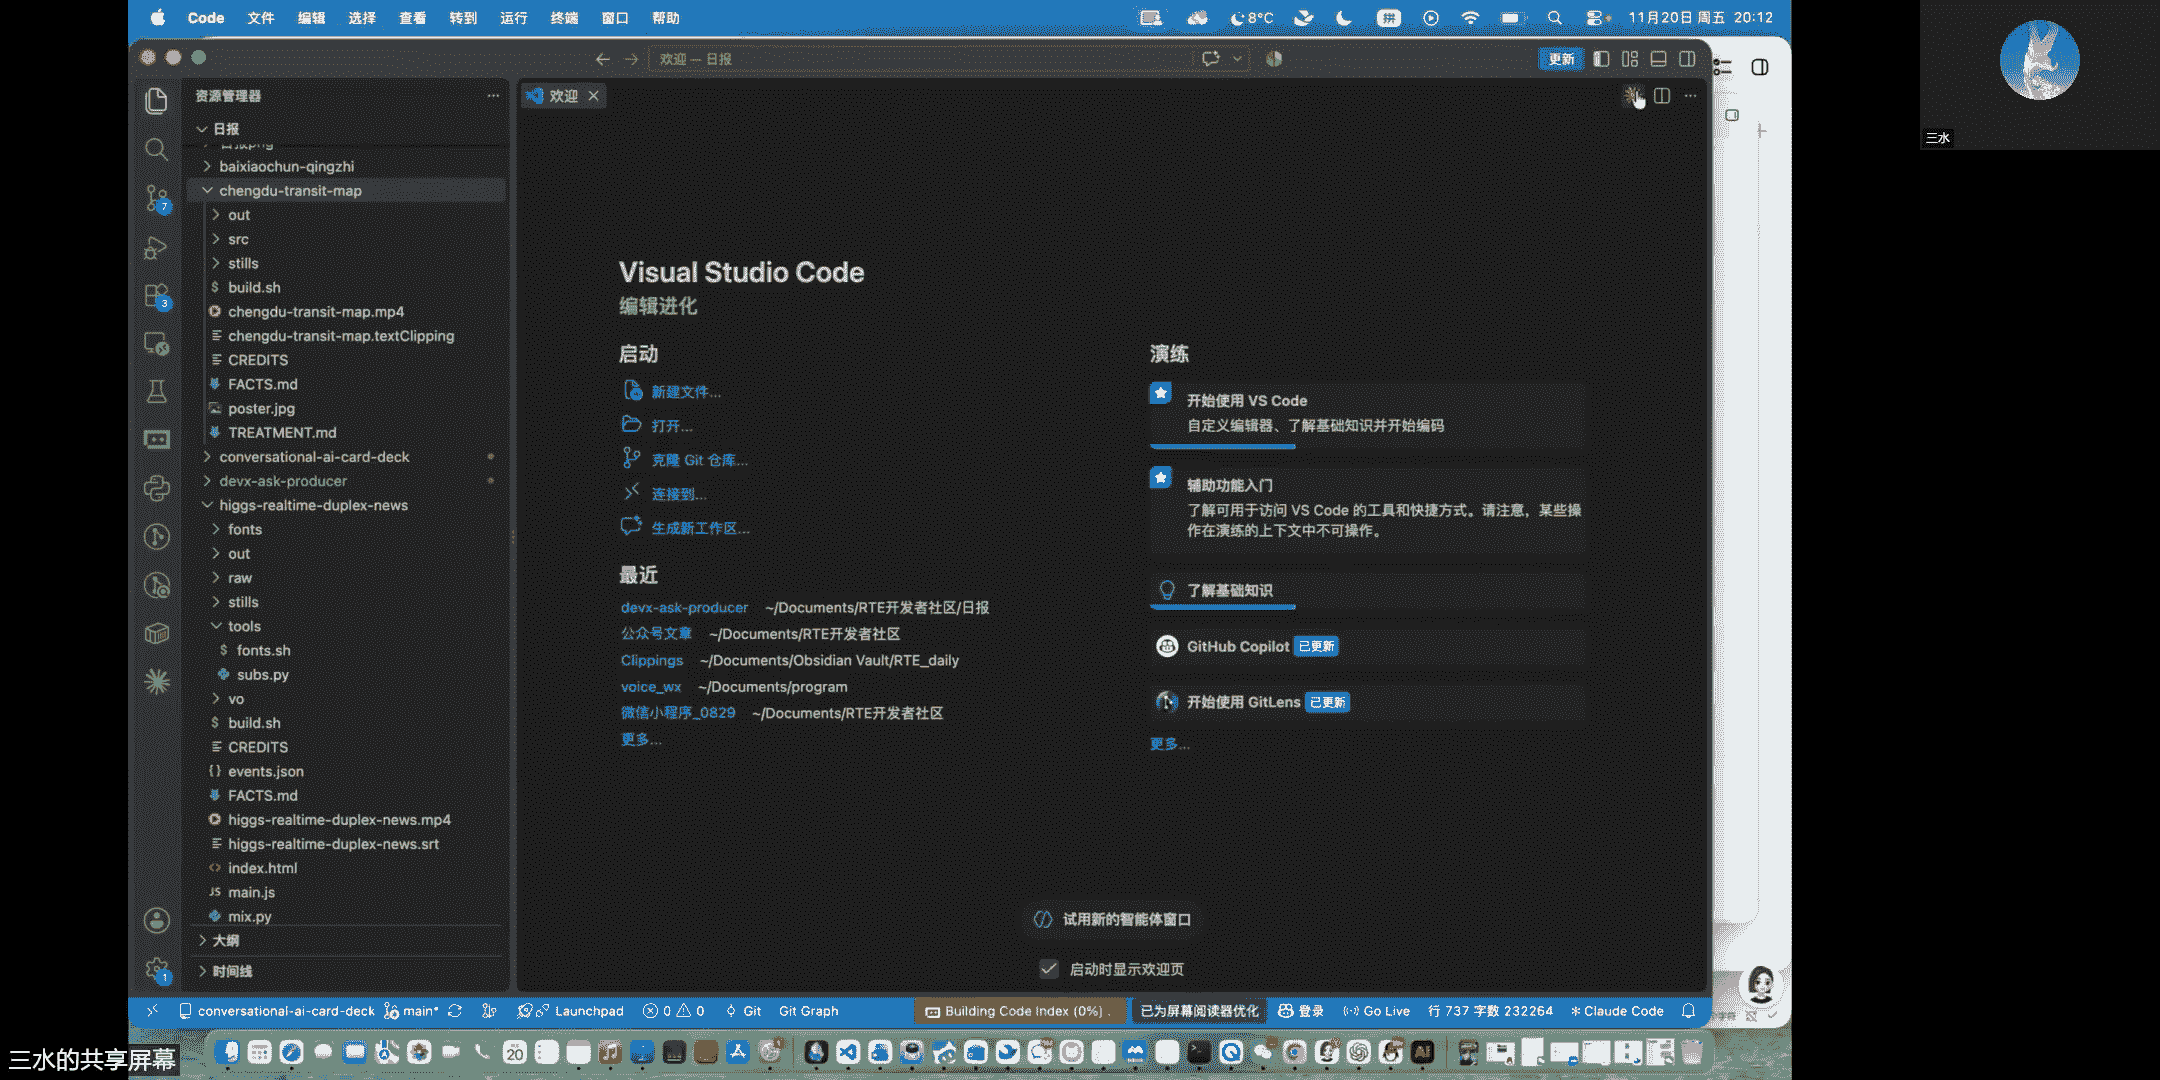 Code 文件 编辑 选择 查看 转到 运行 终端 窗口 帮助
8°C 拼 11月20日 周五 20:12
欢迎 — 日报
更新
资源管理器
欢迎
日报
baixiaochun-qingzhi
chengdu-transit-map
out
src
stills
build.sh
chengdu-transit-map.mp4
chengdu-transit-map.textClipping
CREDITS
FACTS.md
poster.jpg
TREATMENT.md
conversational-ai-card-deck
devx-ask-producer
higgs-realtime-duplex-news
fonts
out
raw
stills
tools
fonts.sh
subs.py
vo
build.sh
CREDITS
events.json
FACTS.md
higgs-realtime-duplex-news.mp4
higgs-realtime-duplex-news.srt
index.html
main.js
mix.py
大纲
时间线
7
3
1
Visual Studio Code
编辑进化
启动
新建文件...
打开...
克隆 Git 仓库...
连接到...
生成新工作区...
最近
devx-ask-producer ~/Documents/RTE开发者社区/日报
公众号文章 ~/Documents/RTE开发者社区
Clippings ~/Documents/Obsidian Vault/RTE_daily
voice_wx ~/Documents/program
微信小程序_0829 ~/Documents/RTE开发者社区
更多...
演练
开始使用 VS Code
自定义编辑器、了解基础知识并开始编码
辅助功能入门
了解可用于访问 VS Code 的工具和快捷方式。请注意，某些操
作在演练的上下文中不可操作。
了解基础知识
GitHub Copilot 已更新
开始使用 GitLens 已更新
更多...
试用新的智能体窗口
启动时显示欢迎页
conversational-ai-card-deck main* Launchpad 0 0 Git Git Graph Building Code Index (0%) . 已为屏幕阅读器优化 登录 Go Live 行 737 字数 232264 Claude Code
20
三水的共享屏幕
三水